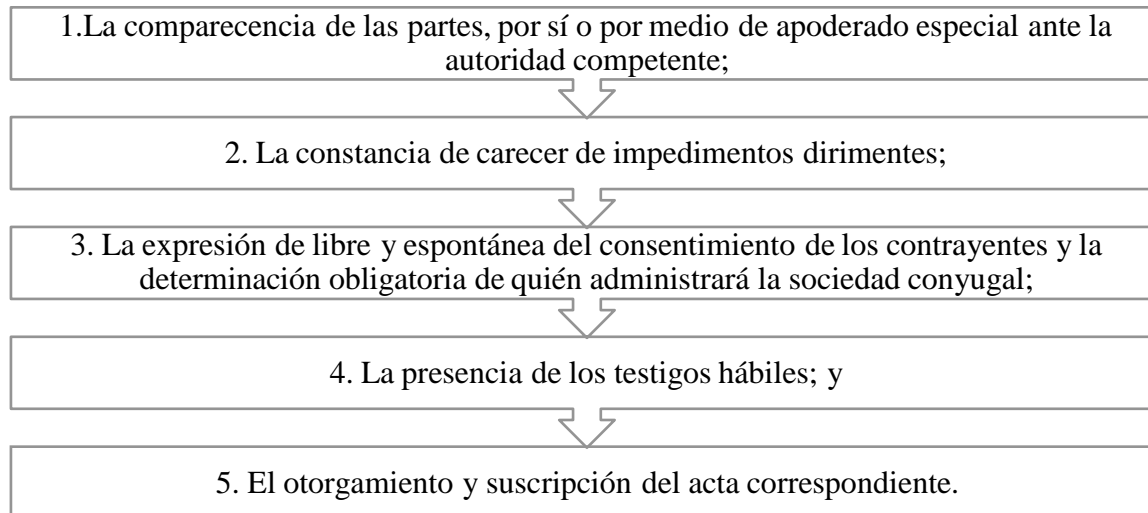 1.La comparecencia de las partes, por sí o por medio de apoderado especial ante la
autoridad competente;
2. La constancia de carecer de impedimentos dirimentes;
3. La expresión de libre y espontánea del consentimiento de los contrayentes y la
determinación obligatoria de quién administrará la sociedad conyugal;
4. La presencia de los testigos hábiles; y
5. El otorgamiento y suscripción del acta correspondiente.